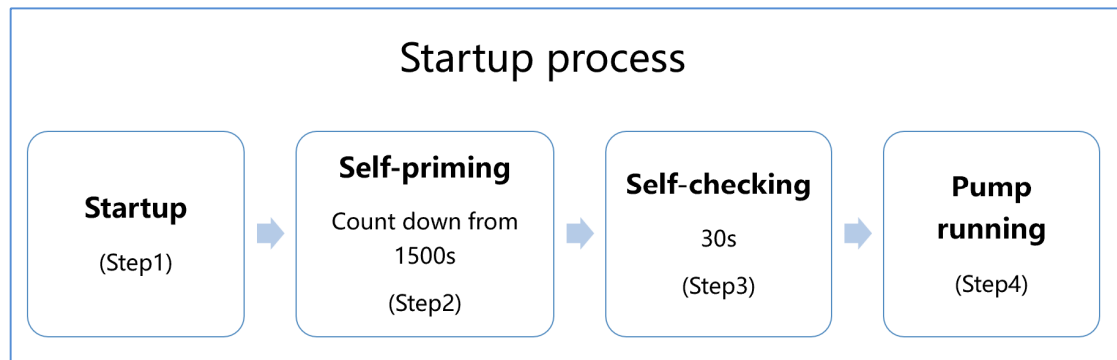 Startup process
Startup
(Step1)
Self-priming
Count down from
1500s
(Step2)
Self-checking
30s
(Step3)
Pump
running
(Step4)